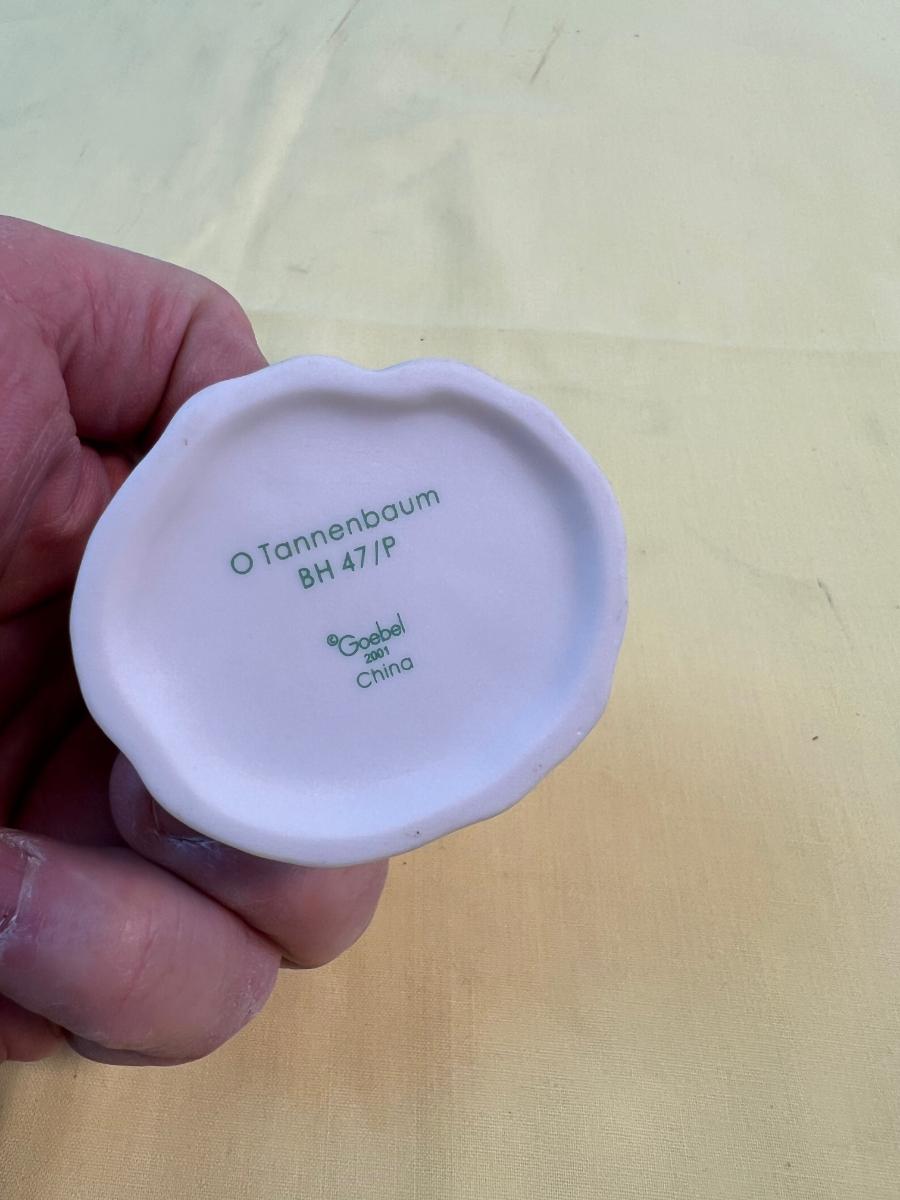 O Tannenbaum
BH 47/P
©Goebel
2001
China